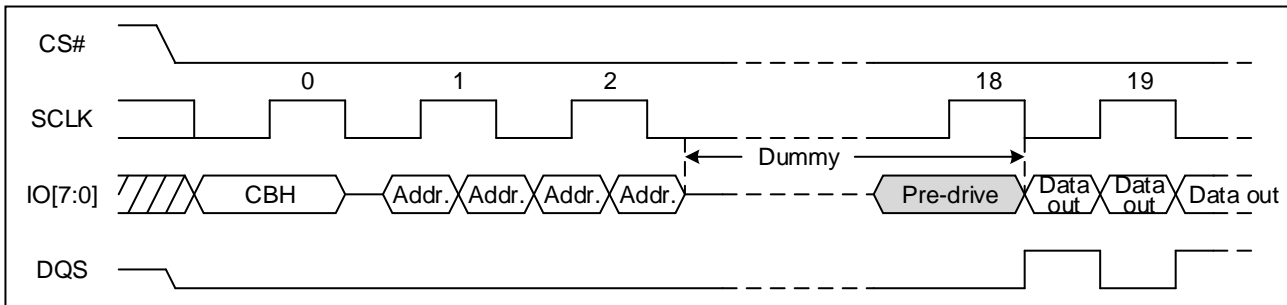 CS#
0 1 2 18 19
SCLK
Dummy
IO[7:0] CBH Addr. Addr. Addr. Addr. Pre-drive Data out Data out Data out
DQS